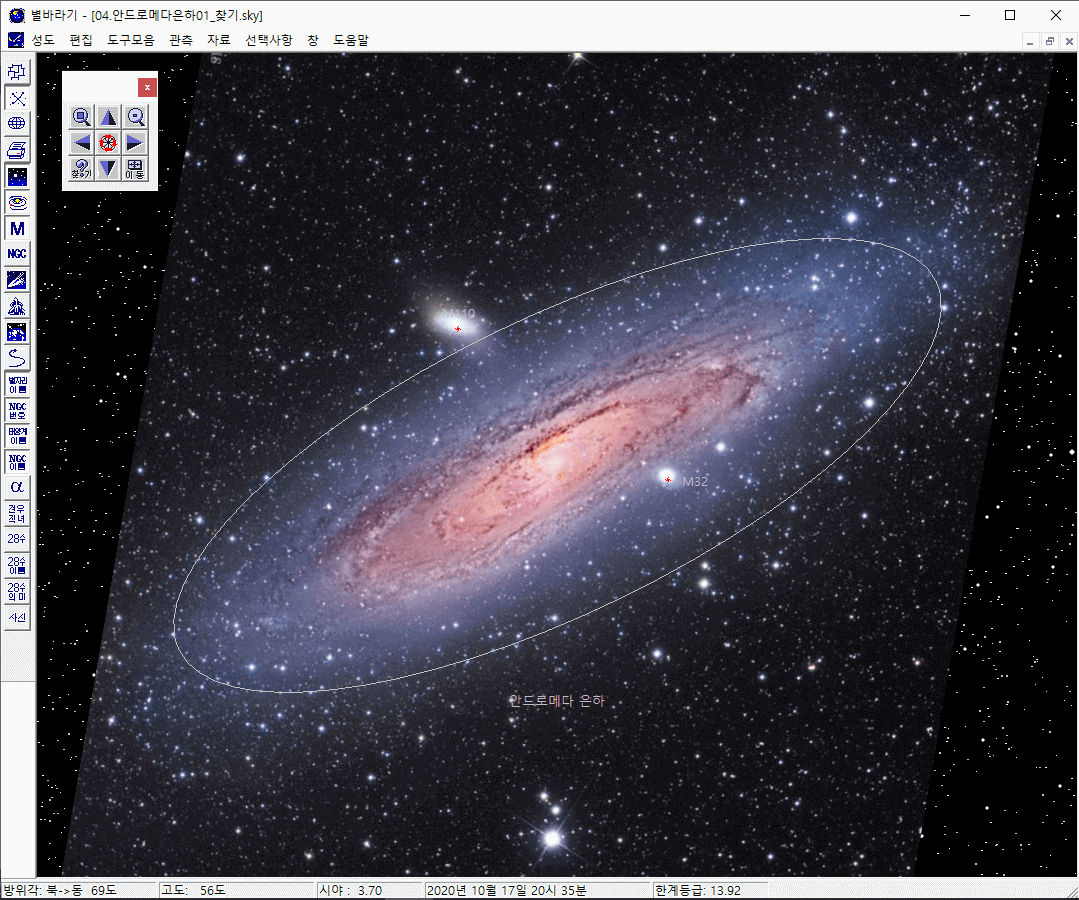 별바라기 - [04.안드로메다은하01_찾기.sky]
성도 편집 도구모음 관측 자료 선택사항 창 도움말
찾기 이동
M
NGC
별자리 이름
NGC 번호
태양계 이름
NGC 이름
α
견우 직녀
28수
28수 이름
28수 의미
사신
M110
M32
안드로메다 은하
방위각: 북->동 69도 고도: 56도 시야 : 3.70 2020년 10월 17일 20시 35분 한계등급: 13.92